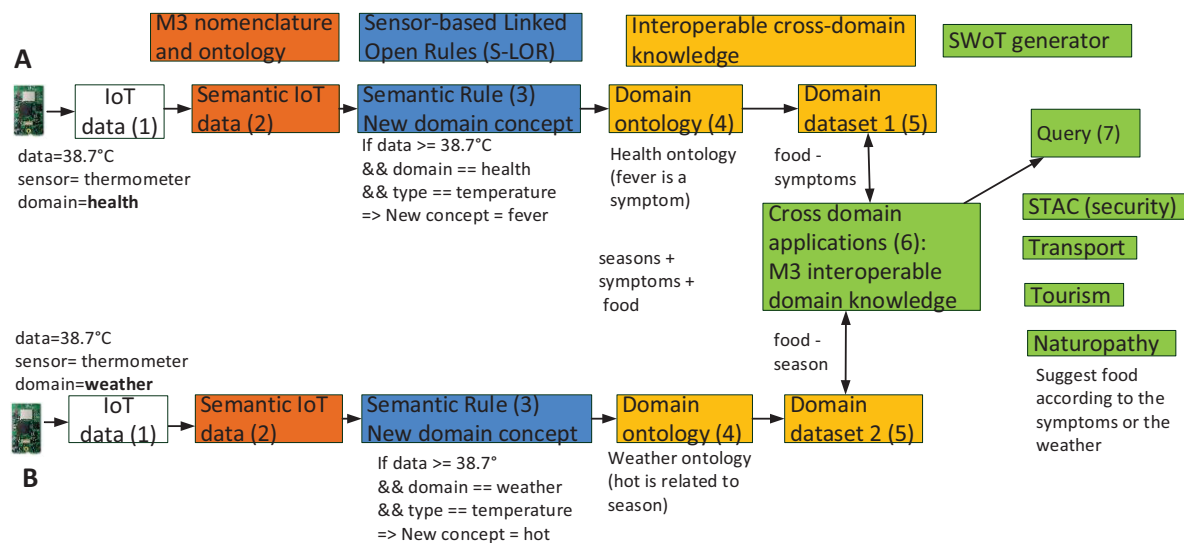 M3 nomenclature
and ontology
Sensor-based Linked
Open Rules (S-LOR)
Interoperable cross-domain
knowledge
SWoT generator
A
IoT
data (1)
Semantic IoT
data (2)
Semantic Rule (3)
New domain concept
Domain
ontology (4)
Domain
dataset 1 (5)
Query (7)
data=38.7°C
sensor= thermometer
domain=health
If data >= 38.7°C
&& domain == health
&& type == temperature
=> New concept = fever
Health ontology
(fever is a
symptom)
food -
symptoms
Cross domain
applications (6):
M3 interoperable
domain knowledge
seasons +
symptoms +
food
STAC (security)
Transport
Tourism
Naturopathy
Suggest food
according to the
symptoms or the
weather
food -
season
data=38.7°C
sensor= thermometer
domain=weather
IoT
data (1)
Semantic IoT
data (2)
Semantic Rule (3)
New domain concept
Domain
ontology (4)
Domain
dataset 2 (5)
B
If data >= 38.7°
&& domain == weather
&& type == temperature
=> New concept = hot
Weather ontology
(hot is related to
season)